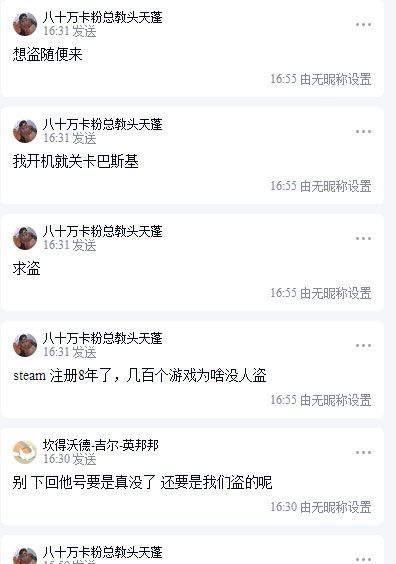 八十万卡粉总教头天蓬
16:31 发送
想盗随便来
16:55 由无昵称设置
八十万卡粉总教头天蓬
16:31 发送
我开机就关卡巴斯基
16:55 由无昵称设置
八十万卡粉总教头天蓬
16:31 发送
求盗
16:55 由无昵称设置
八十万卡粉总教头天蓬
16:31 发送
steam 注册8年了，几百个游戏为啥没人盗
16:55 由无昵称设置
坎得沃德-吉尔-英邦邦
16:30 发送
别 下回他号要是真没了 还要是我们盗的呢
16:30 由无昵称设置
八十万卡粉总教头天蓬